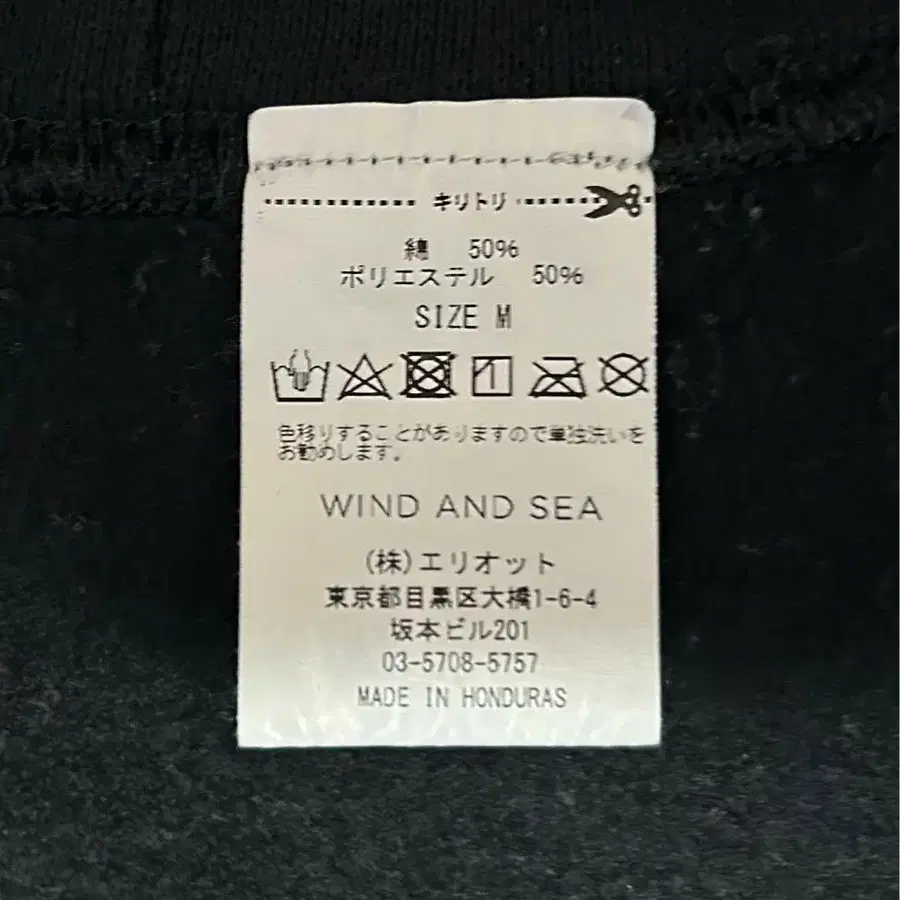 キリトリ
綿 50%
ポリエステル 50%
SIZE M
色移りすることがありますので単独洗いを
お勧めします。
WIND AND SEA
(株)エリオット
東京都目黒区大橋1-6-4
坂本ビル201
03-5708-5757
MADE IN HONDURAS